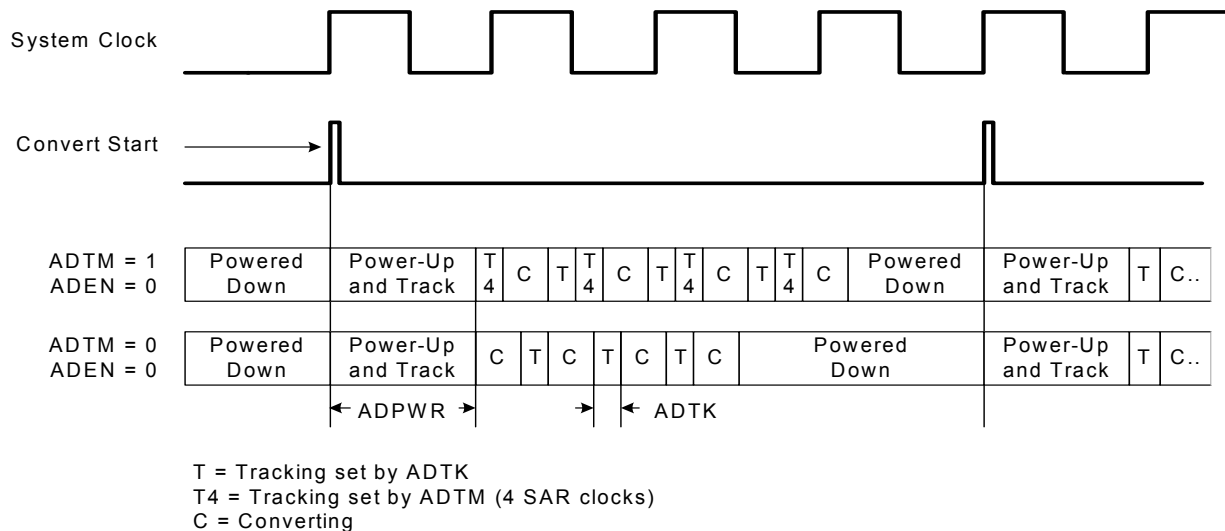 System Clock
Convert Start
ADTM = 1
ADEN = 0
Powered
Down
Power-Up
and Track
T
4
C
T
T
4
C
T
T
4
C
T
T
4
C
Powered
Down
Power-Up
and Track
T
C..
ADTM = 0
ADEN = 0
Powered
Down
Power-Up
and Track
C
T
C
T
C
T
C
Powered
Down
Power-Up
and Track
T
C..
ADPWR
ADTK
T = Tracking set by ADTK
T4 = Tracking set by ADTM (4 SAR clocks)
C = Converting